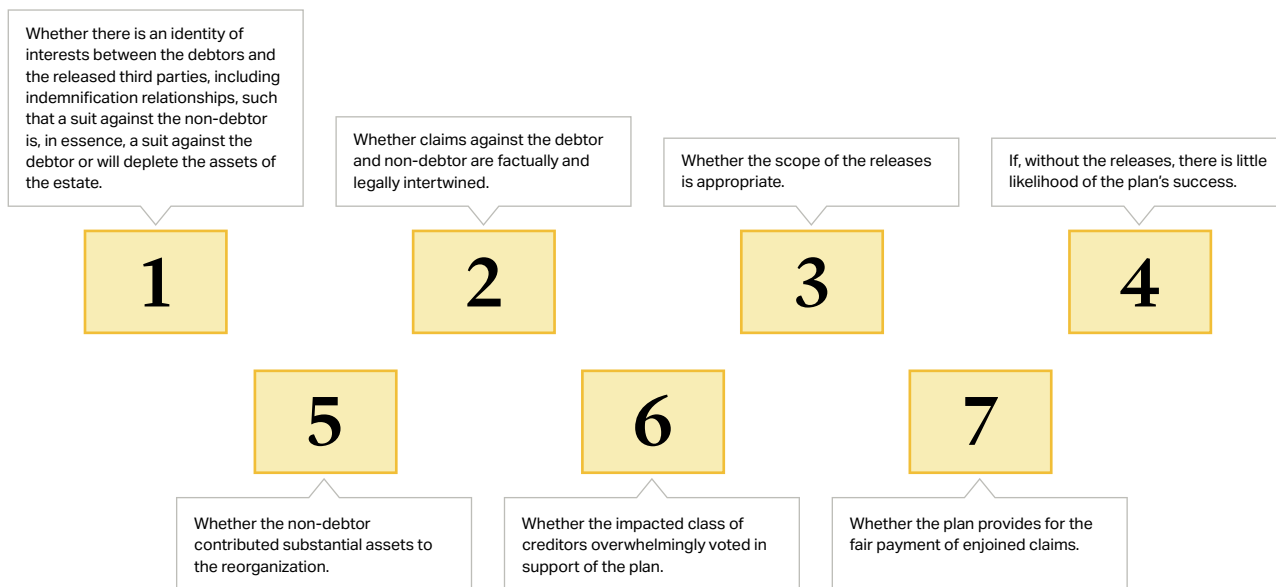 Whether there is an identity of
interests between the debtors and
the released third parties, including
indemnification relationships, such
that a suit against the non-debtor
is, in essence, a suit against the
debtor or will deplete the assets of
the estate.
1
Whether claims against the debtor
and non-debtor are factually and
legally intertwined.
2
Whether the scope of the releases
is appropriate.
3
If, without the releases, there is little
likelihood of the plan’s success.
4
5
Whether the non-debtor
contributed substantial assets to
the reorganization.
6
Whether the impacted class of
creditors overwhelmingly voted in
support of the plan.
7
Whether the plan provides for the
fair payment of enjoined claims.